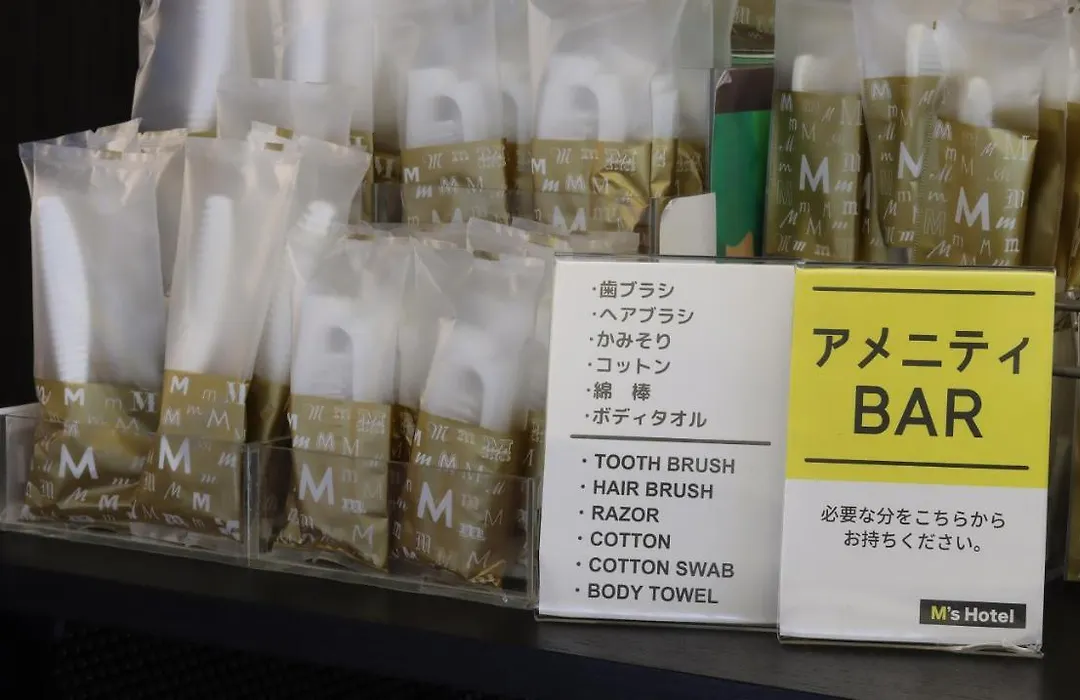 ・歯ブラシ
・ヘアブラシ
・かみそり
・コットン
・綿　棒
・ボディタオル
・TOOTH BRUSH
・HAIR BRUSH
・RAZOR
・COTTON
・COTTON SWAB
・BODY TOWEL
アメニティ
BAR
必要な分をこちらから
お持ちください。
M's Hotel